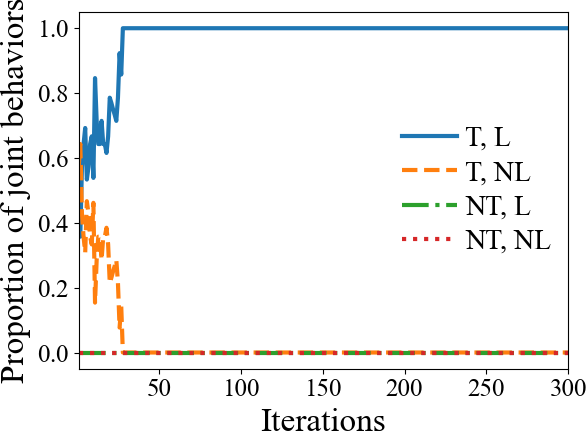 Proportion of joint behaviors
1.0
0.8
0.6
0.4
0.2
0.0
T, L
T, NL
NT, L
NT, NL
50 100 150 200 250 300
Iterations